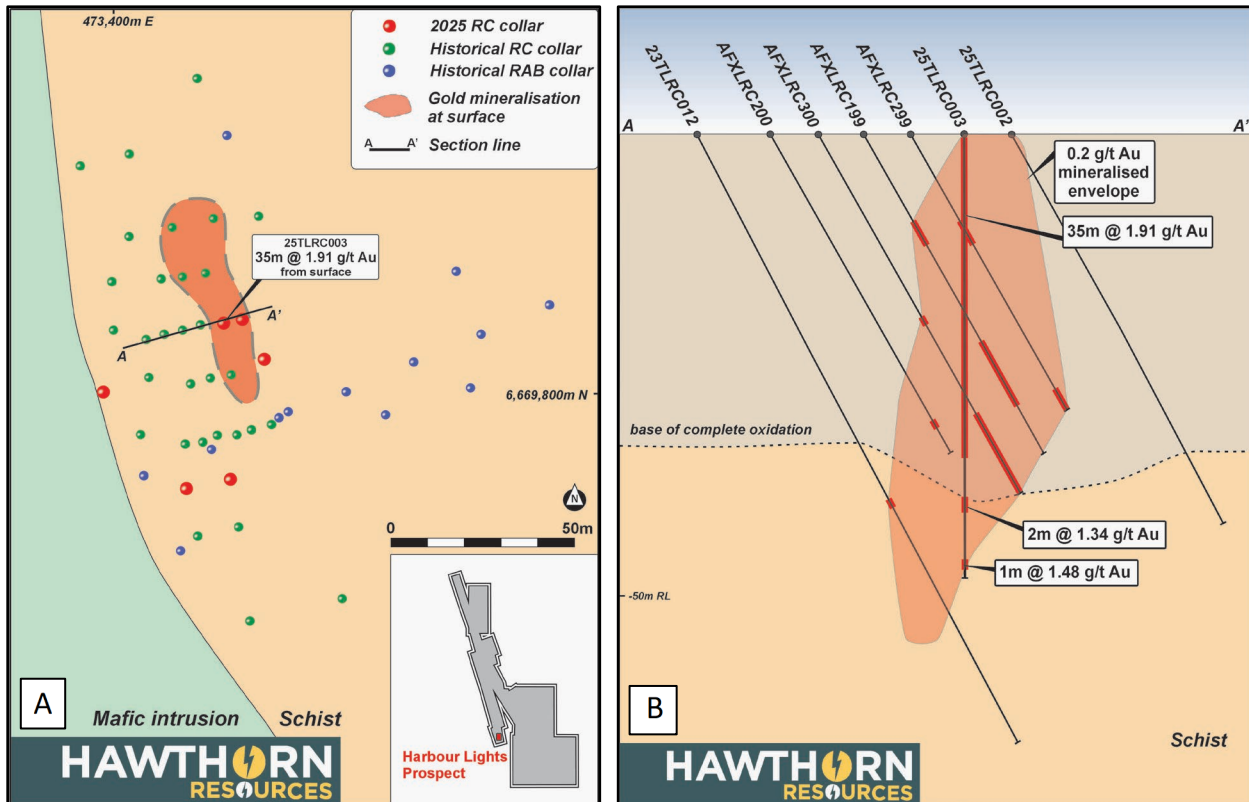 473,400m E
2025 RC collar
Historical RC collar
Historical RAB collar
Gold mineralisation
at surface
A A' Section line
25TLRC003
35m @ 1.91 g/t Au
from surface
A'
A
6,669,800m N
N
0 50m
Mafic intrusion Schist
Harbour Lights
Prospect
A
HAWTHORN
RESOURCES
23TLRC012
AFXLRC200
AFXLRC300
AFXLRC199
AFXLRC299
25TLRC003
25TLRC002
A A'
0.2 g/t Au
mineralised
envelope
35m @ 1.91 g/t Au
base of complete oxidation
2m @ 1.34 g/t Au
1m @ 1.48 g/t Au
-50m RL
B
Schist
HAWTHORN
RESOURCES